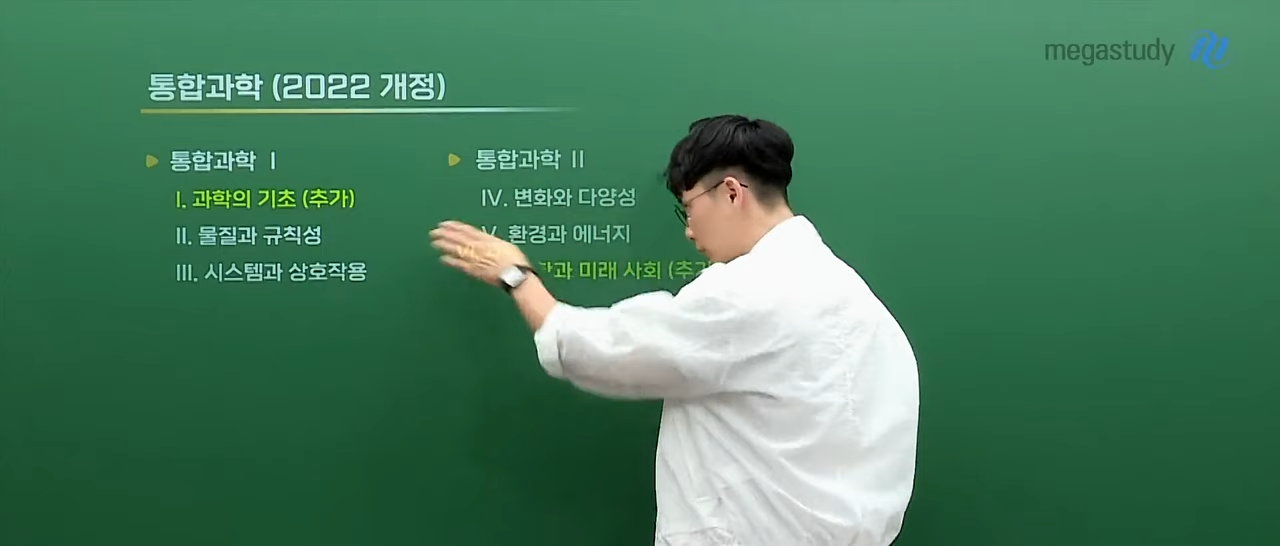 megastudy
통합과학 (2022 개정)
통합과학 I
I. 과학의 기초 (추가)
II. 물질과 규칙성
III. 시스템과 상호작용
통합과학 II
IV. 변화와 다양성
V. 환경과 에너지
미래 사회